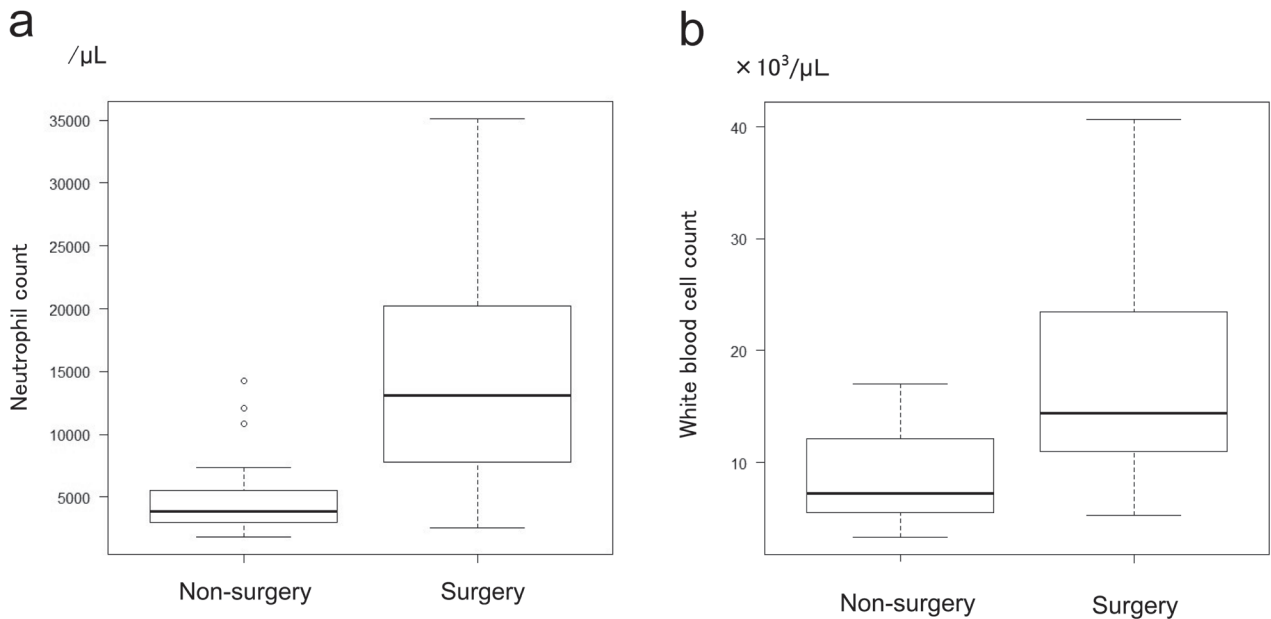 a
/μL
Neutrophil count
35000
30000
25000
20000
15000
10000
5000
Non-surgery
Surgery
b
×10³/μL
White blood cell count
40
30
20
10
Non-surgery
Surgery